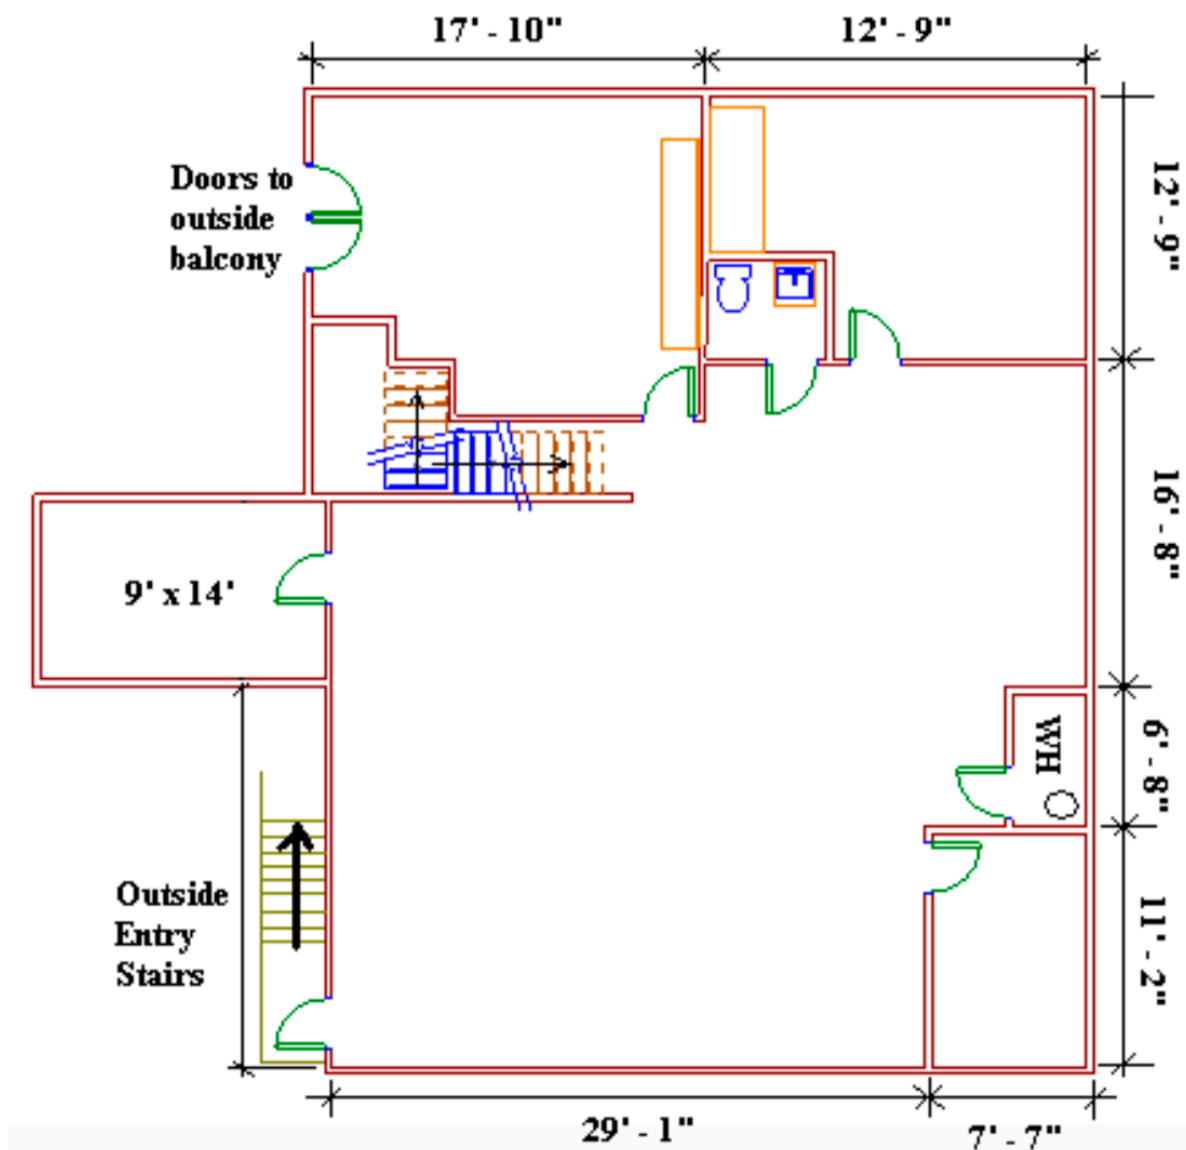 17' - 10"
12' - 9"
Doors to
outside
balcony
12' - 9"
16' - 8"
9' x 14'
WH
6' - 8"
Outside
Entry
Stairs
11' - 2"
29' - 1"
7' - 7"